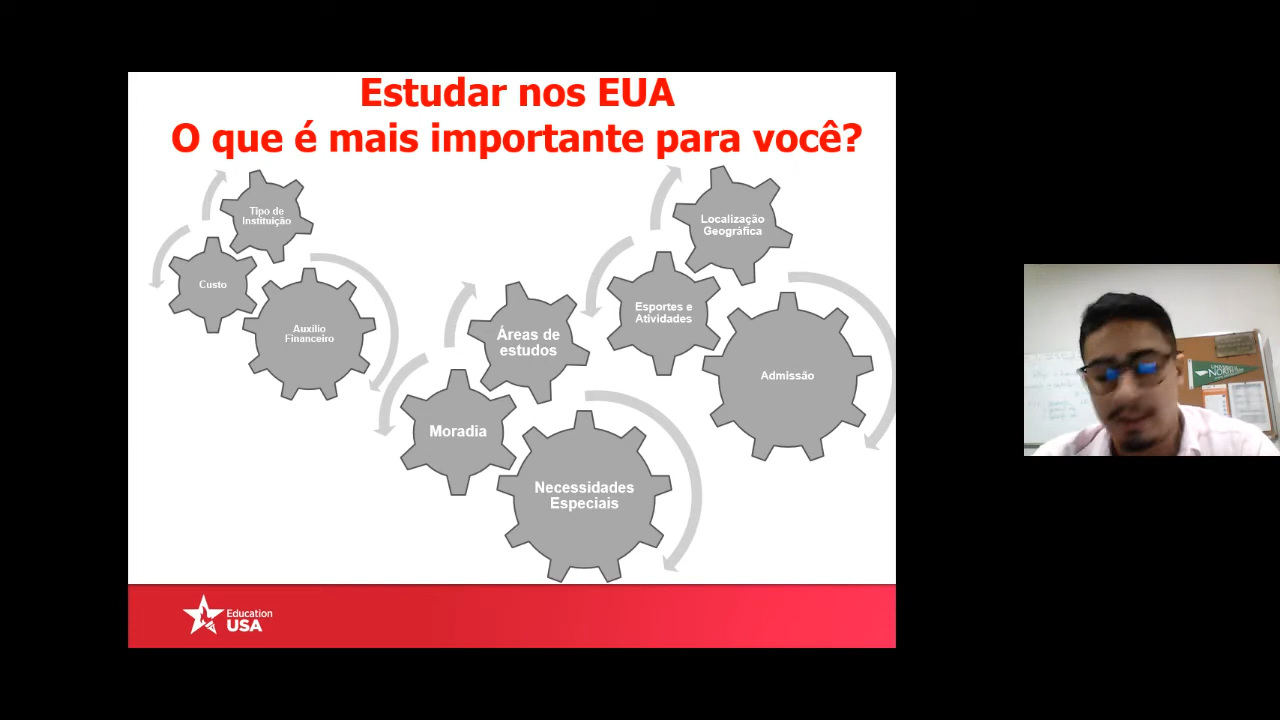 Estudar nos EUA
O que é mais importante para você?
Tipo de
Instituição
Custo
Auxílio
Financeiro
Áreas de
estudos
Moradia
Necessidades
Especiais
Localização
Geográfica
Esportes e
Atividades
Admissão
Education
USA
NORTH